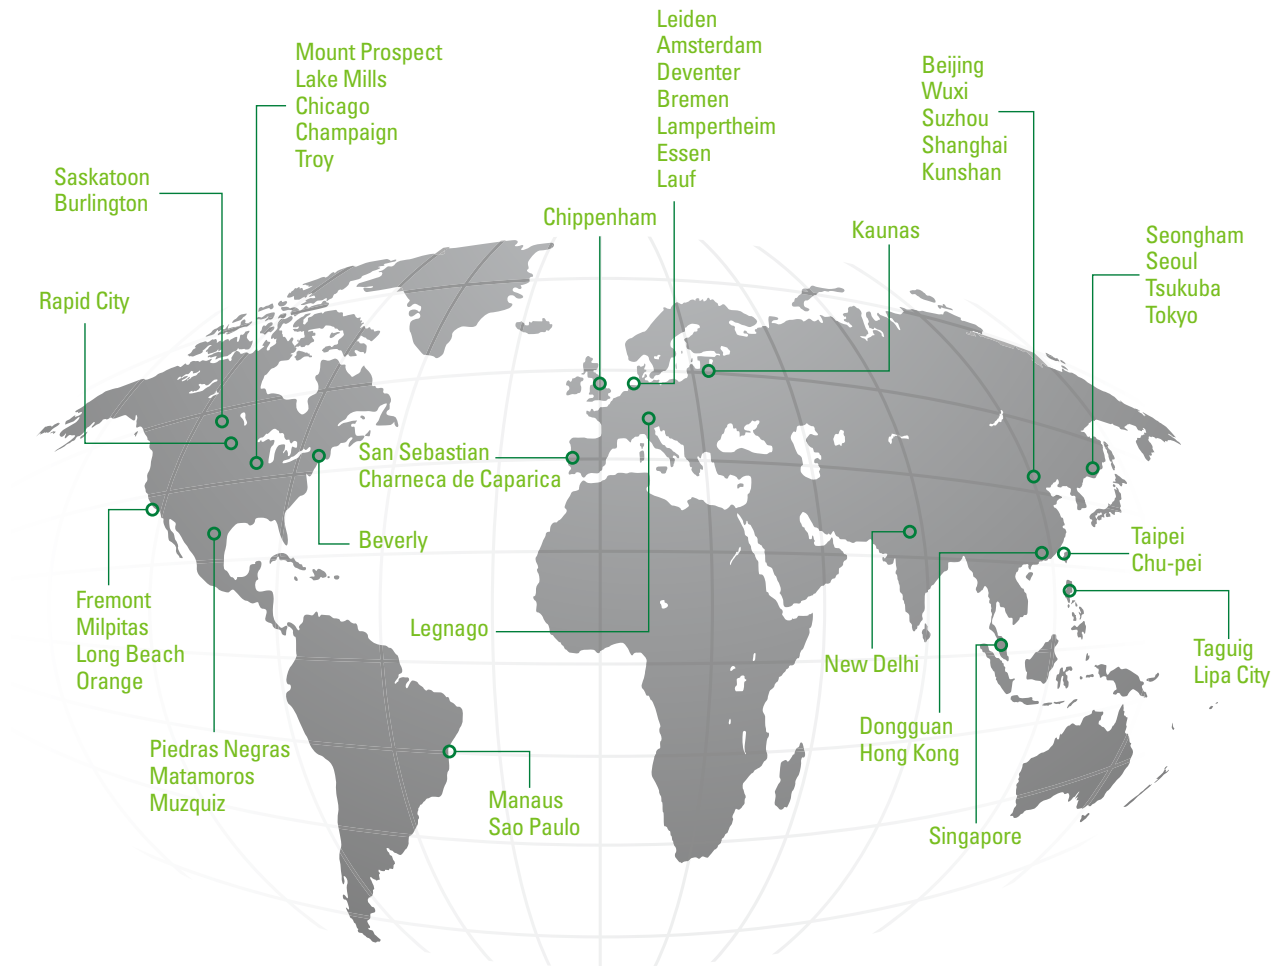 Leiden
Amsterdam
Deventer
Bremen
Lampertheim
Essen
Lauf
Mount Prospect
Lake Mills
Chicago
Champaign
Troy
Beijing
Wuxi
Suzhou
Shanghai
Kunshan
Saskatoon
Burlington
Chippenham
Kaunas
Seongham
Seoul
Tsukuba
Tokyo
Rapid City
San Sebastian
Charneca de Caparica
Beverly
Taipei
Chu-pei
Fremont
Milpitas
Long Beach
Orange
Legnago
New Delhi
Taguig
Lipa City
Dongguan
Hong Kong
Piedras Negras
Matamoros
Muzquiz
Manaus
Sao Paulo
Singapore